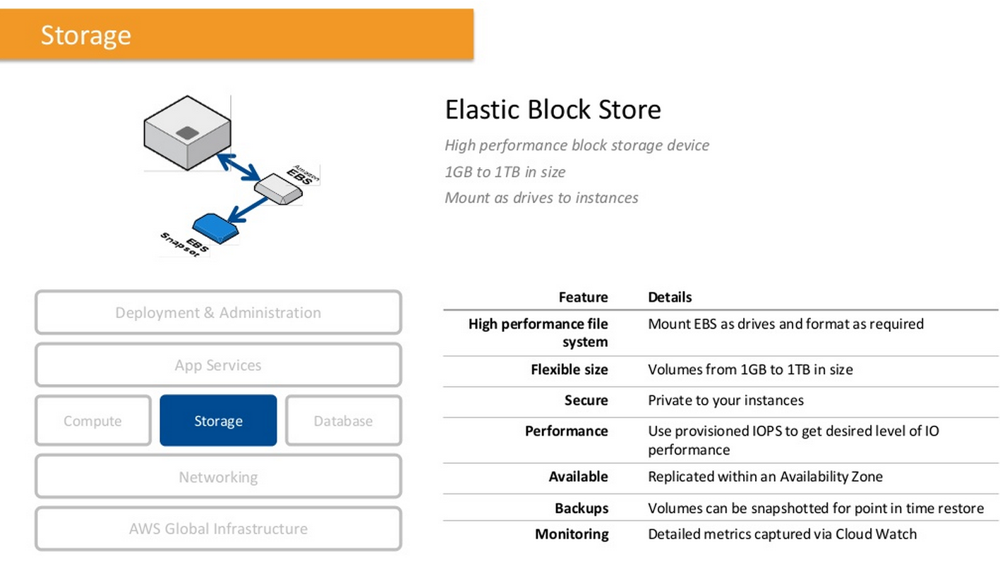 Storage
Amazon
EBS
EBS
Snapsot
Elastic Block Store
High performance block storage device
1GB to 1TB in size
Mount as drives to instances
Deployment & Administration
App Services
Compute
Storage
Database
Networking
AWS Global Infrastructure
Feature Details
High performance file Mount EBS as drives and format as required
system
Flexible size Volumes from 1GB to 1TB in size
Secure Private to your instances
Performance Use provisioned IOPS to get desired level of IO
performance
Available Replicated within an Availability Zone
Backups Volumes can be snapshotted for point in time restore
Monitoring Detailed metrics captured via Cloud Watch